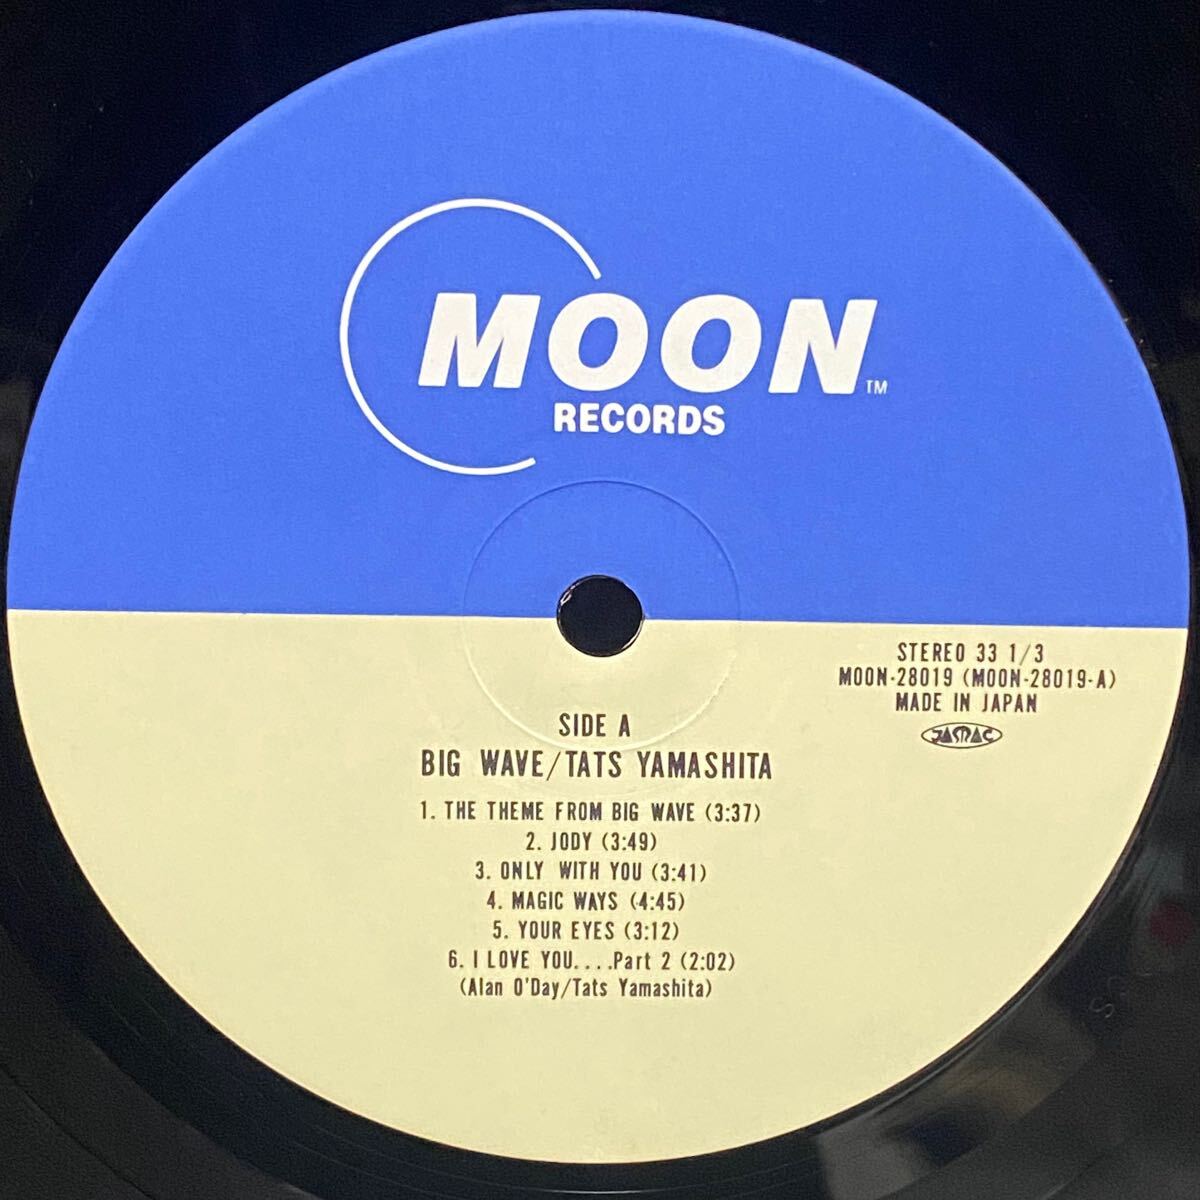 MOON TM
RECORDS
STEREO 33 1/3
MOON-28019 (MOON-28019-A)
MADE IN JAPAN
JASRAC
SIDE A
BIG WAVE/TATS YAMASHITA
1. THE THEME FROM BIG WAVE (3:37)
2. JODY (3:49)
3. ONLY WITH YOU (3:41)
4. MAGIC WAYS (4:45)
5. YOUR EYES (3:12)
6. I LOVE YOU....Part 2 (2:02)
(Alan O'Day/Tats Yamashita)